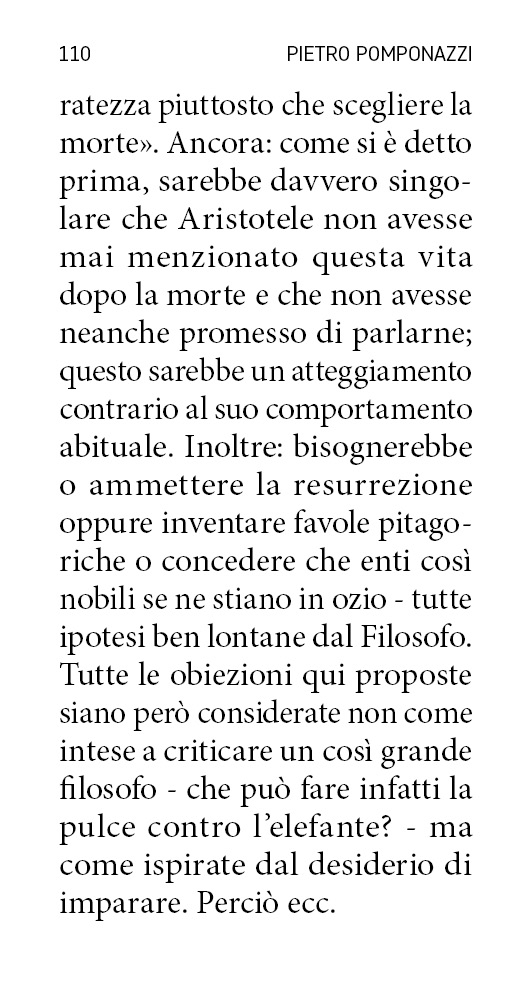 110 PIETRO POMPONAZZI
ratezza piuttosto che scegliere la
morte». Ancora: come si è detto
prima, sarebbe davvero singo-
lare che Aristotele non avesse
mai menzionato questa vita
dopo la morte e che non avesse
neanche promesso di parlarne;
questo sarebbe un atteggiamento
contrario al suo comportamento
abituale. Inoltre: bisognerebbe
o ammettere la resurrezione
oppure inventare favole pitago-
riche o concedere che enti così
nobili se ne stiano in ozio - tutte
ipotesi ben lontane dal Filosofo.
Tutte le obiezioni qui proposte
siano però considerate non come
intese a criticare un così grande
filosofo - che può fare infatti la
pulce contro l’elefante? - ma
come ispirate dal desiderio di
imparare. Perciò ecc.